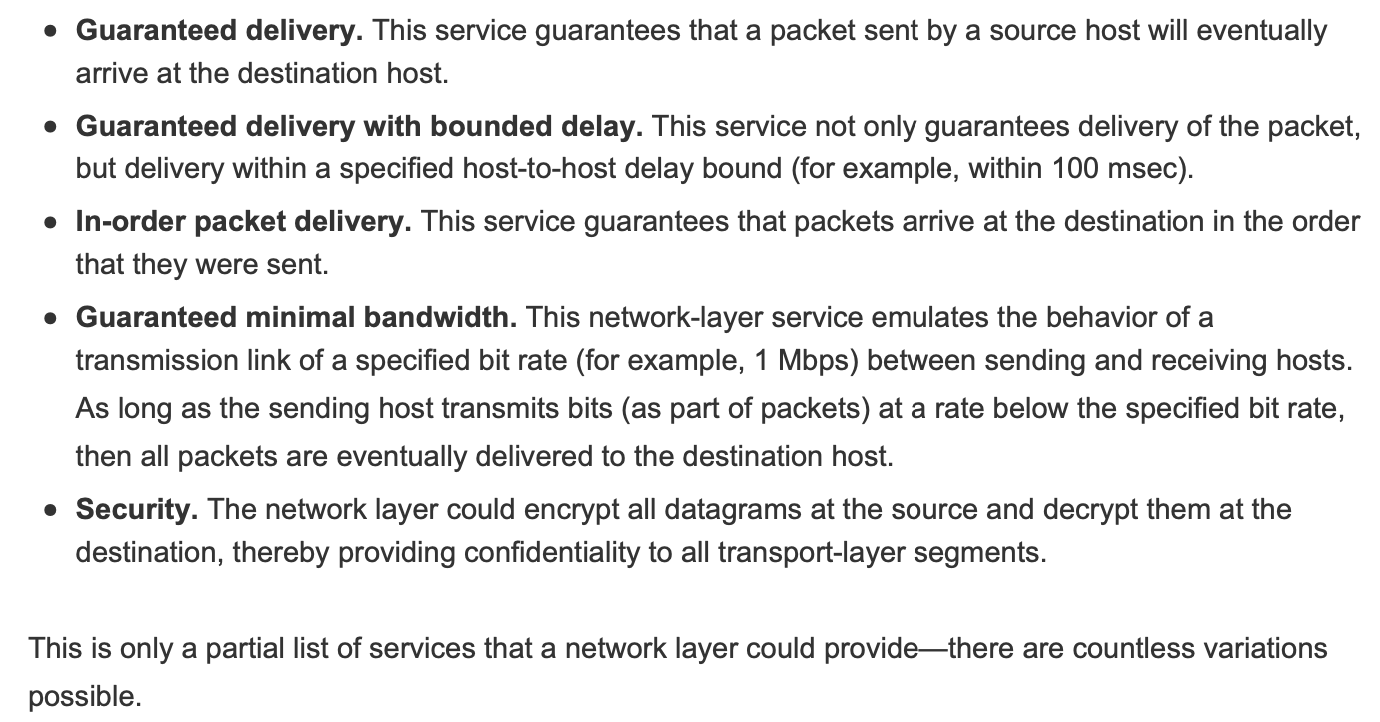 • Guaranteed delivery. This service guarantees that a packet sent by a source host will eventually
arrive at the destination host.
• Guaranteed delivery with bounded delay. This service not only guarantees delivery of the packet,
but delivery within a specified host-to-host delay bound (for example, within 100 msec).
• In-order packet delivery. This service guarantees that packets arrive at the destination in the order
that they were sent.
• Guaranteed minimal bandwidth. This network-layer service emulates the behavior of a
transmission link of a specified bit rate (for example, 1 Mbps) between sending and receiving hosts.
As long as the sending host transmits bits (as part of packets) at a rate below the specified bit rate,
then all packets are eventually delivered to the destination host.
• Security. The network layer could encrypt all datagrams at the source and decrypt them at the
destination, thereby providing confidentiality to all transport-layer segments.
This is only a partial list of services that a network layer could provide—there are countless variations
possible.